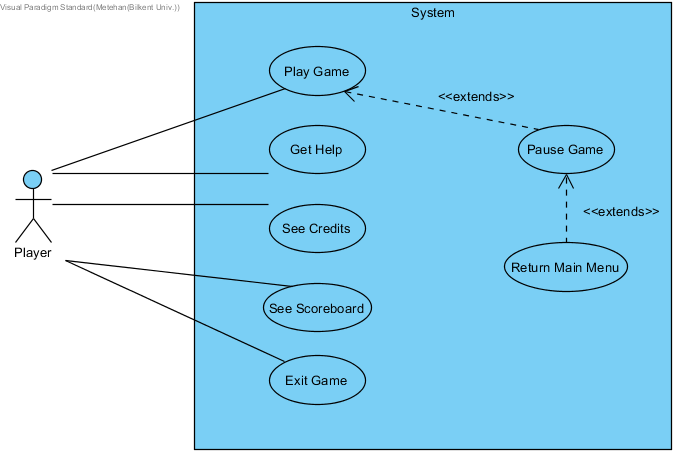 Visual Paradigm Standard(Metehan(Bilkent Univ.))
System
Play Game
<<extends>>
Get Help
Pause Game
<<extends>>
See Credits
Player
Return Main Menu
See Scoreboard
Exit Game